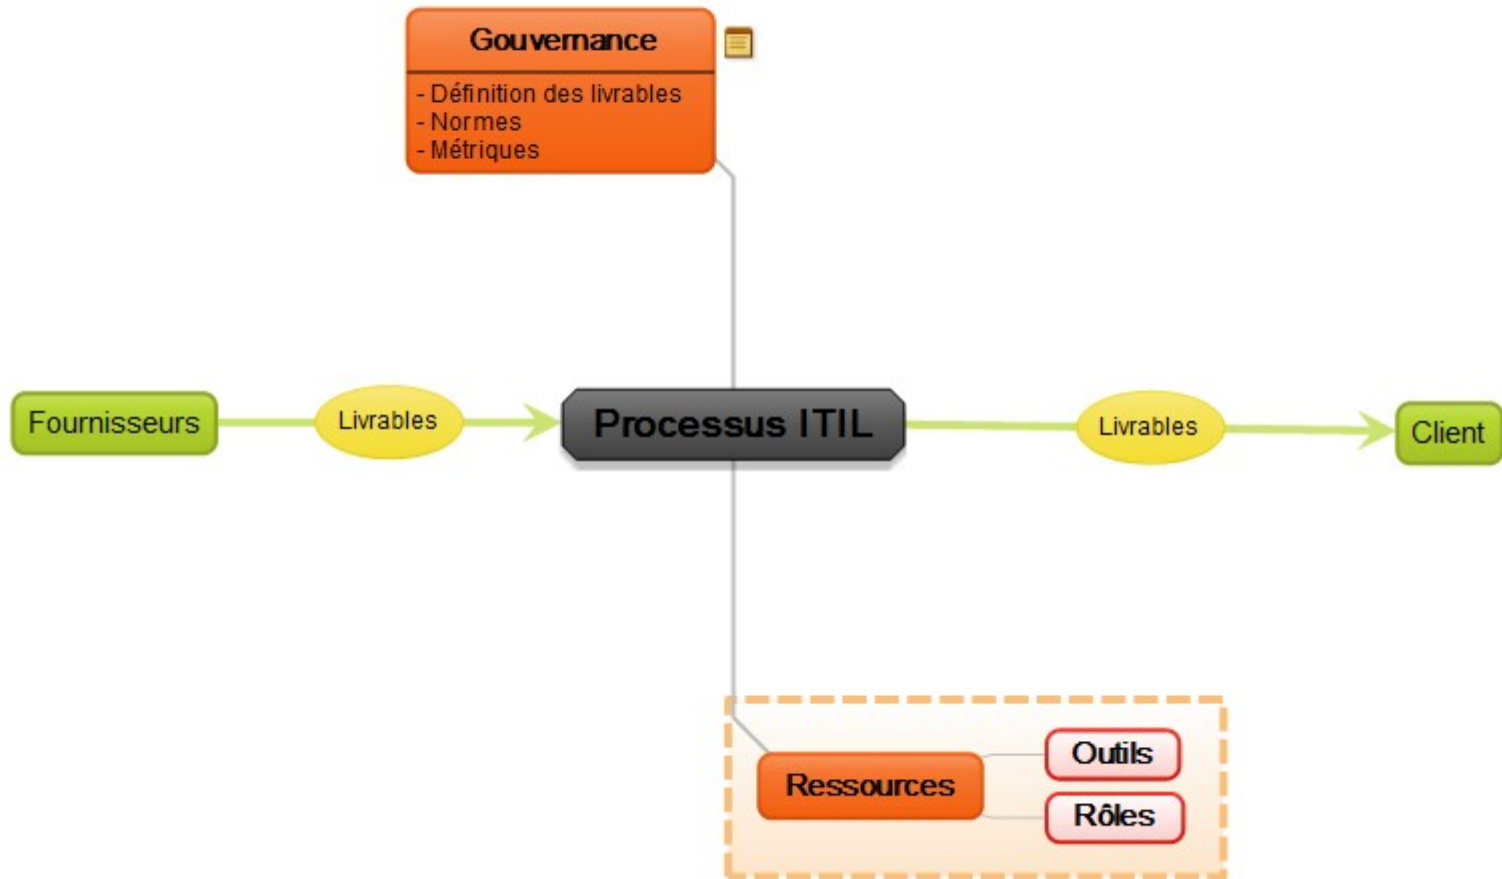 Gouvernance
- Définition des livrables
- Normes
- Métriques
Fournisseurs
Livrables
Processus ITIL
Livrables
Client
Ressources
Outils
Rôles